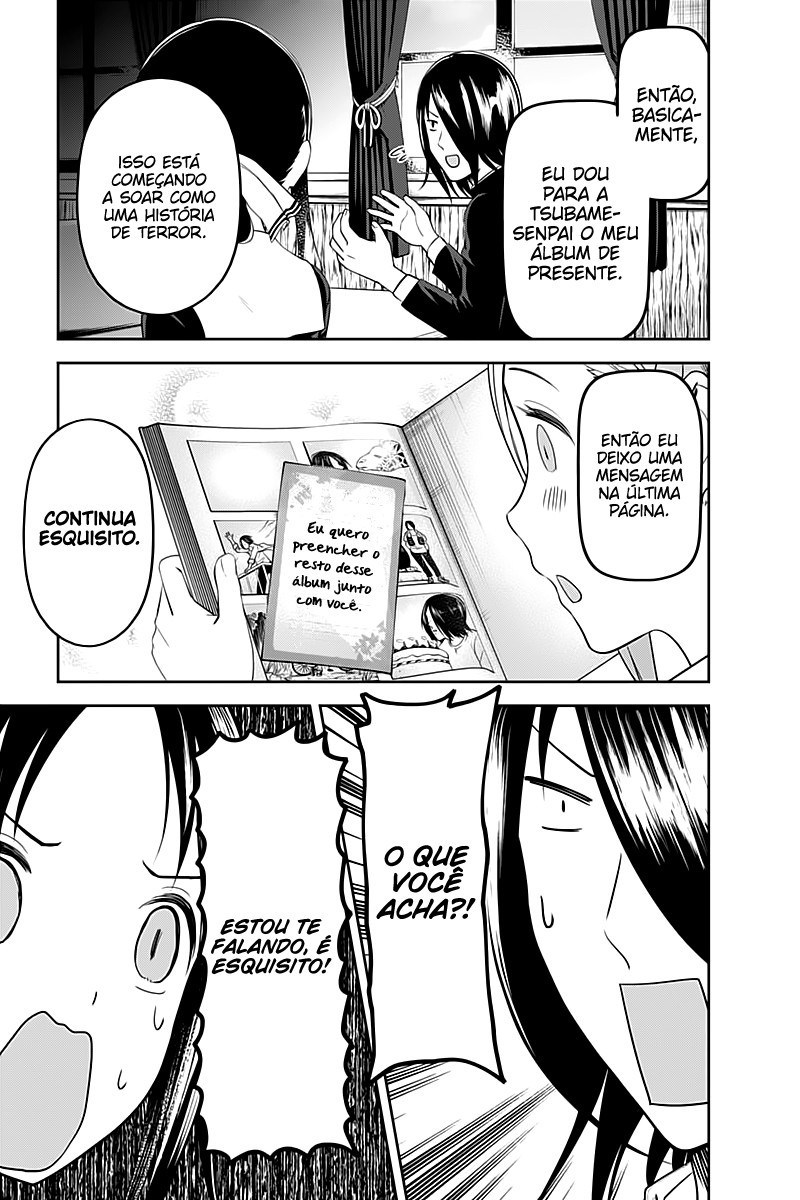 ENTÃO,
BASICA-
MENTE,
EU DOU
PARA A
TSUBAME-
SENPAI O MEU
ÁLBUM DE
PRESENTE.
ISSO ESTÁ
COMEÇANDO
A SOAR COMO
UMA HISTÓRIA
DE TERROR.
ENTÃO EU
DEIXO UMA
MENSAGEM
NA ÚLTIMA
PÁGINA.
Eu quero
preencher o
resto desse
álbum junto
com você.
CONTINUA
ESQUISITO.
O QUE
VOCÊ
ACHA?!
ESTOU TE
FALANDO, É
ESQUISITO!